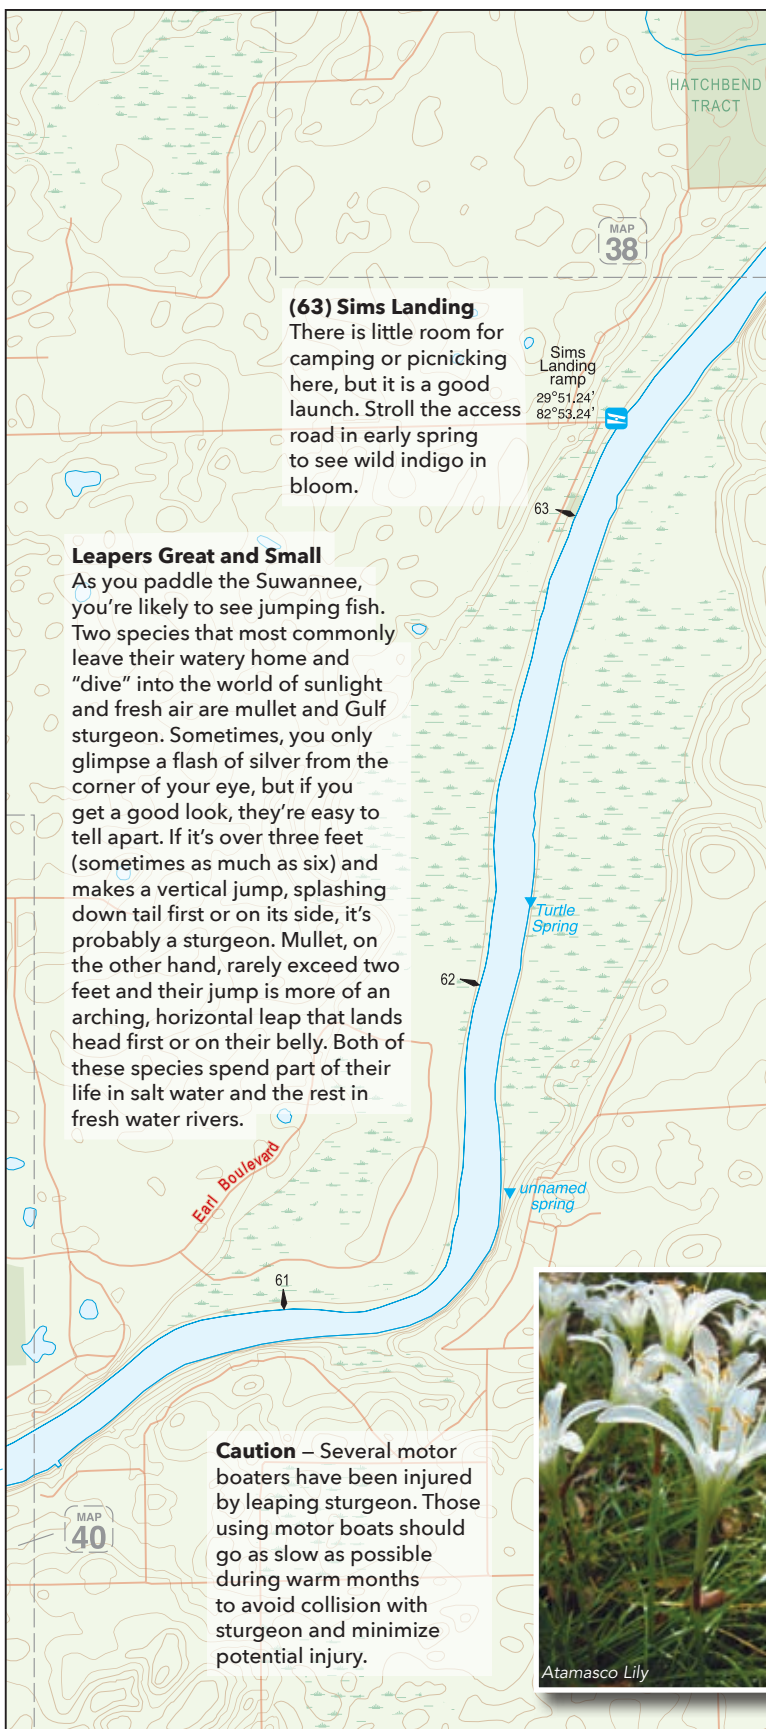 HATCHBEND
TRACT
MAP
38
(63) Sims Landing
There is little room for
camping or picnicking
here, but it is a good
launch. Stroll the access
road in early spring
to see wild indigo in
bloom.
Sims
Landing
ramp
29°51.24'
82°53.24'
63
Leapers Great and Small
As you paddle the Suwannee,
you’re likely to see jumping fish.
Two species that most commonly
leave their watery home and
“dive” into the world of sunlight
and fresh air are mullet and Gulf
sturgeon. Sometimes, you only
glimpse a flash of silver from the
corner of your eye, but if you
get a good look, they’re easy to
tell apart. If it’s over three feet
(sometimes as much as six) and
makes a vertical jump, splashing
down tail first or on its side, it’s
probably a sturgeon. Mullet, on
the other hand, rarely exceed two
feet and their jump is more of an
arching, horizontal leap that lands
head first or on their belly. Both of
these species spend part of their
life in salt water and the rest in
fresh water rivers.
Turtle
Spring
62
Earl Boulevard
unnamed
spring
61
Caution – Several motor
boaters have been injured
by leaping sturgeon. Those
using motor boats should
go as slow as possible
during warm months
to avoid collision with
sturgeon and minimize
potential injury.
MAP
40
Atamasco Lily